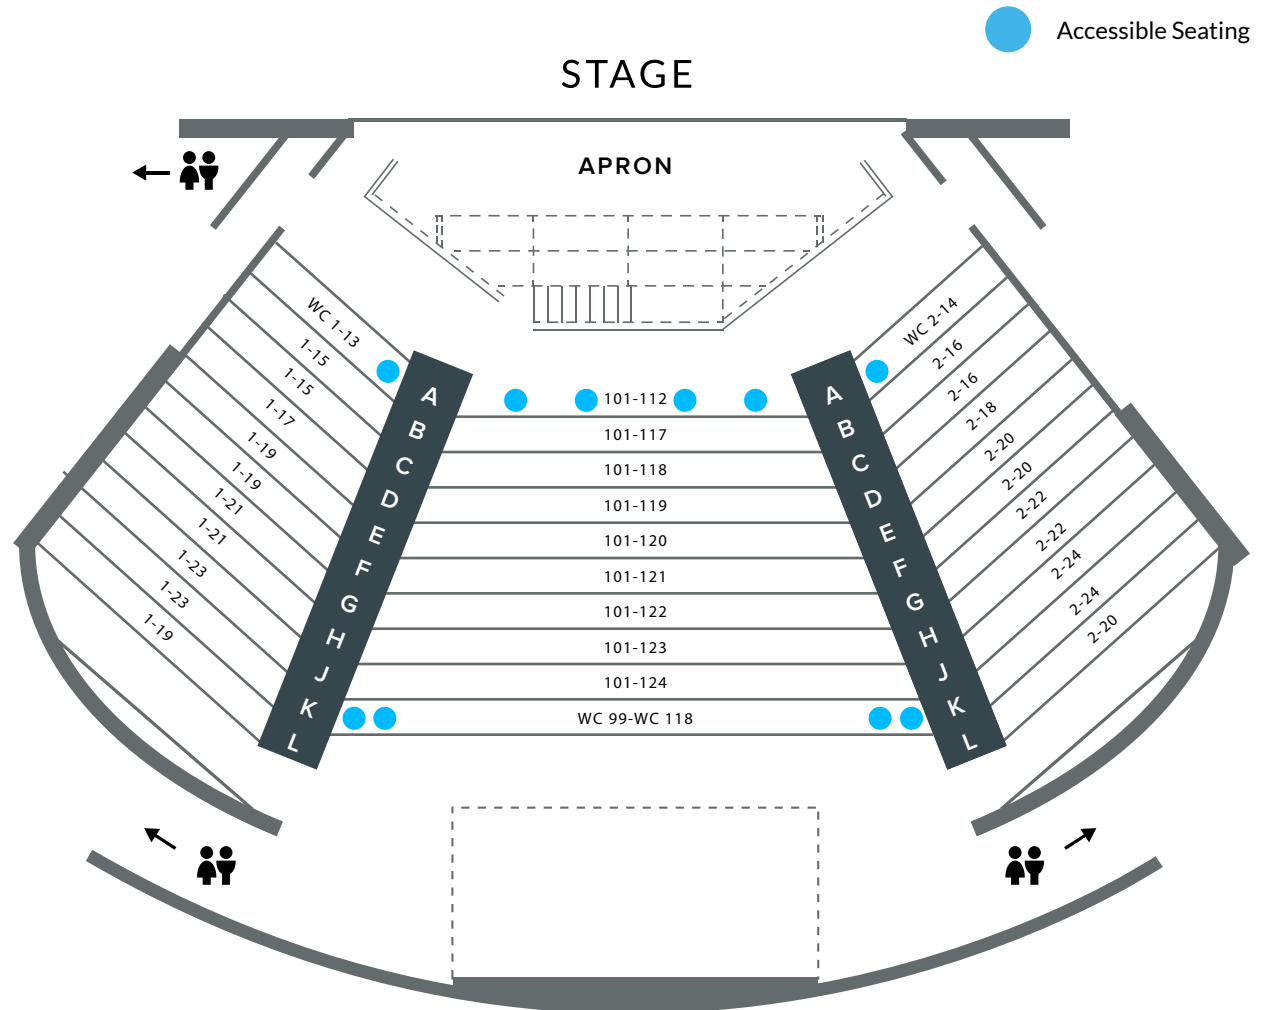 Accessible Seating
STAGE
APRON
WC 1-13
1-15
1-15
1-17
1-19
1-19
1-21
1-21
1-23
1-23
1-19
A
B
C
D
E
F
G
H
J
K
L
101-112
101-117
101-118
101-119
101-120
101-121
101-122
101-123
101-124
WC 99-WC 118
A
B
C
D
E
F
G
H
J
K
L
WC 2-14
2-16
2-16
2-18
2-20
2-20
2-22
2-22
2-24
2-24
2-20